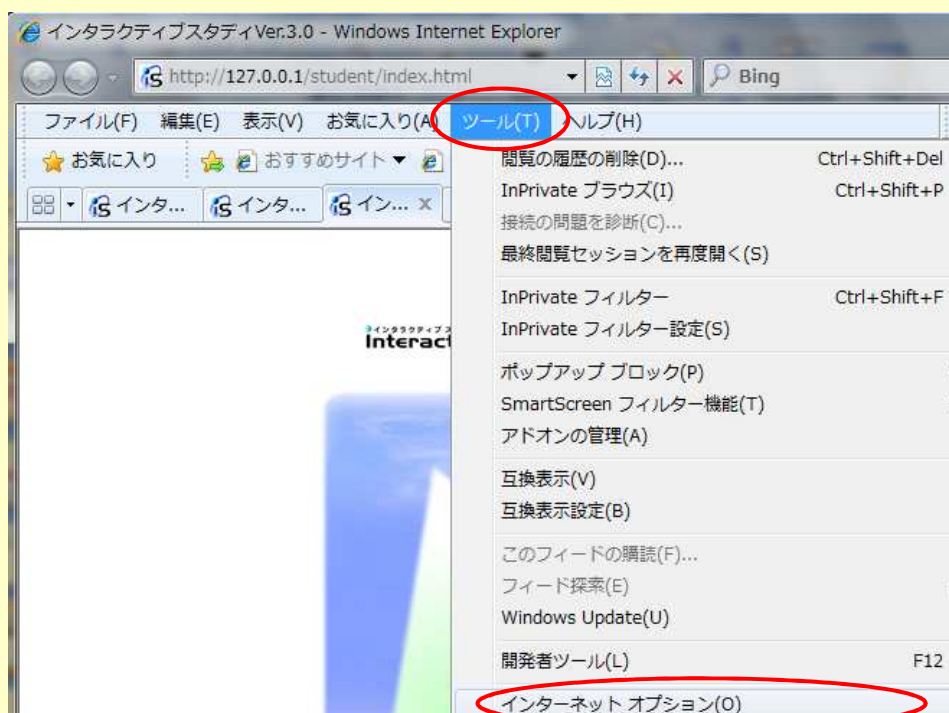 インタラクティブスタディVer.3.0 - Windows Internet Explorer
http://127.0.0.1/student/index.html
Bing
ファイル(F) 編集(E) 表示(V) お気に入り(A) ツール(T) ヘルプ(H)
お気に入り おすすめサイト ▼
インタ... インタ... イン... x
インタラクティブス
Interact
閲覧の履歴の削除(D)... Ctrl+Shift+Del
InPrivate ブラウズ(I) Ctrl+Shift+P
接続の問題を診断(C)...
最終閲覧セッションを再度開く(S)
InPrivate フィルター Ctrl+Shift+F
InPrivate フィルター設定(S)
ポップアップ ブロック(P)
SmartScreen フィルター機能(T)
アドオンの管理(A)
互換表示(V)
互換表示設定(B)
このフィードの購読(F)...
フィード探索(E)
Windows Update(U)
開発者ツール(L) F12
インターネット オプション(O)